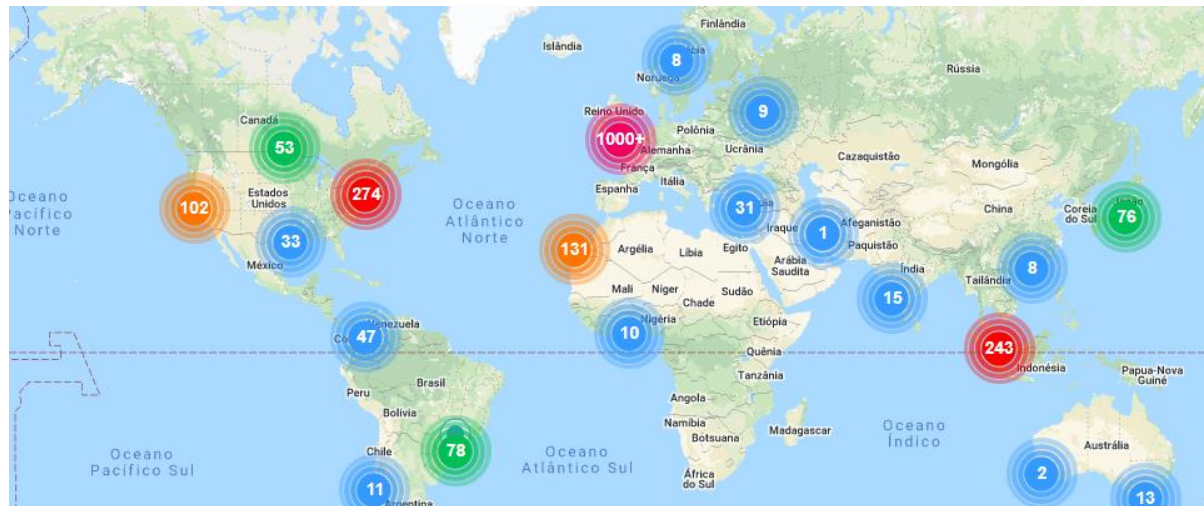 Finlândia
Islândia
8
Noruega
Rússia
Canadá
53
Reino Unido
1000+
9
Polônia
Alemanha
Ucrânia
França
Cazaquistão
Mongólia
Oceano
Pacífico
Norte
102
Estados
Unidos
274
33
México
Oceano
Atlântico
Norte
Espanha
Itália
31
Iraque
1
Afeganistão
Paquistão
China
Coreia
do Sul
Japão
76
131
Argélia
Líbia
Egito
Arábia
Saudita
Índia
15
Tailândia
8
Mali
Níger
Chade
Sudão
10
Nigéria
Etiópia
47
Venezuela
243
Indonésia
Papua-Nova
Guiné
Quênia
Tanzânia
Peru
Brasil
Bolívia
Angola
Namíbia
Botsuana
Madagascar
Oceano
Índico
Austrália
Oceano
Pacífico Sul
Chile
78
Oceano
Atlântico Sul
África
do Sul
2
11
Argentina
13